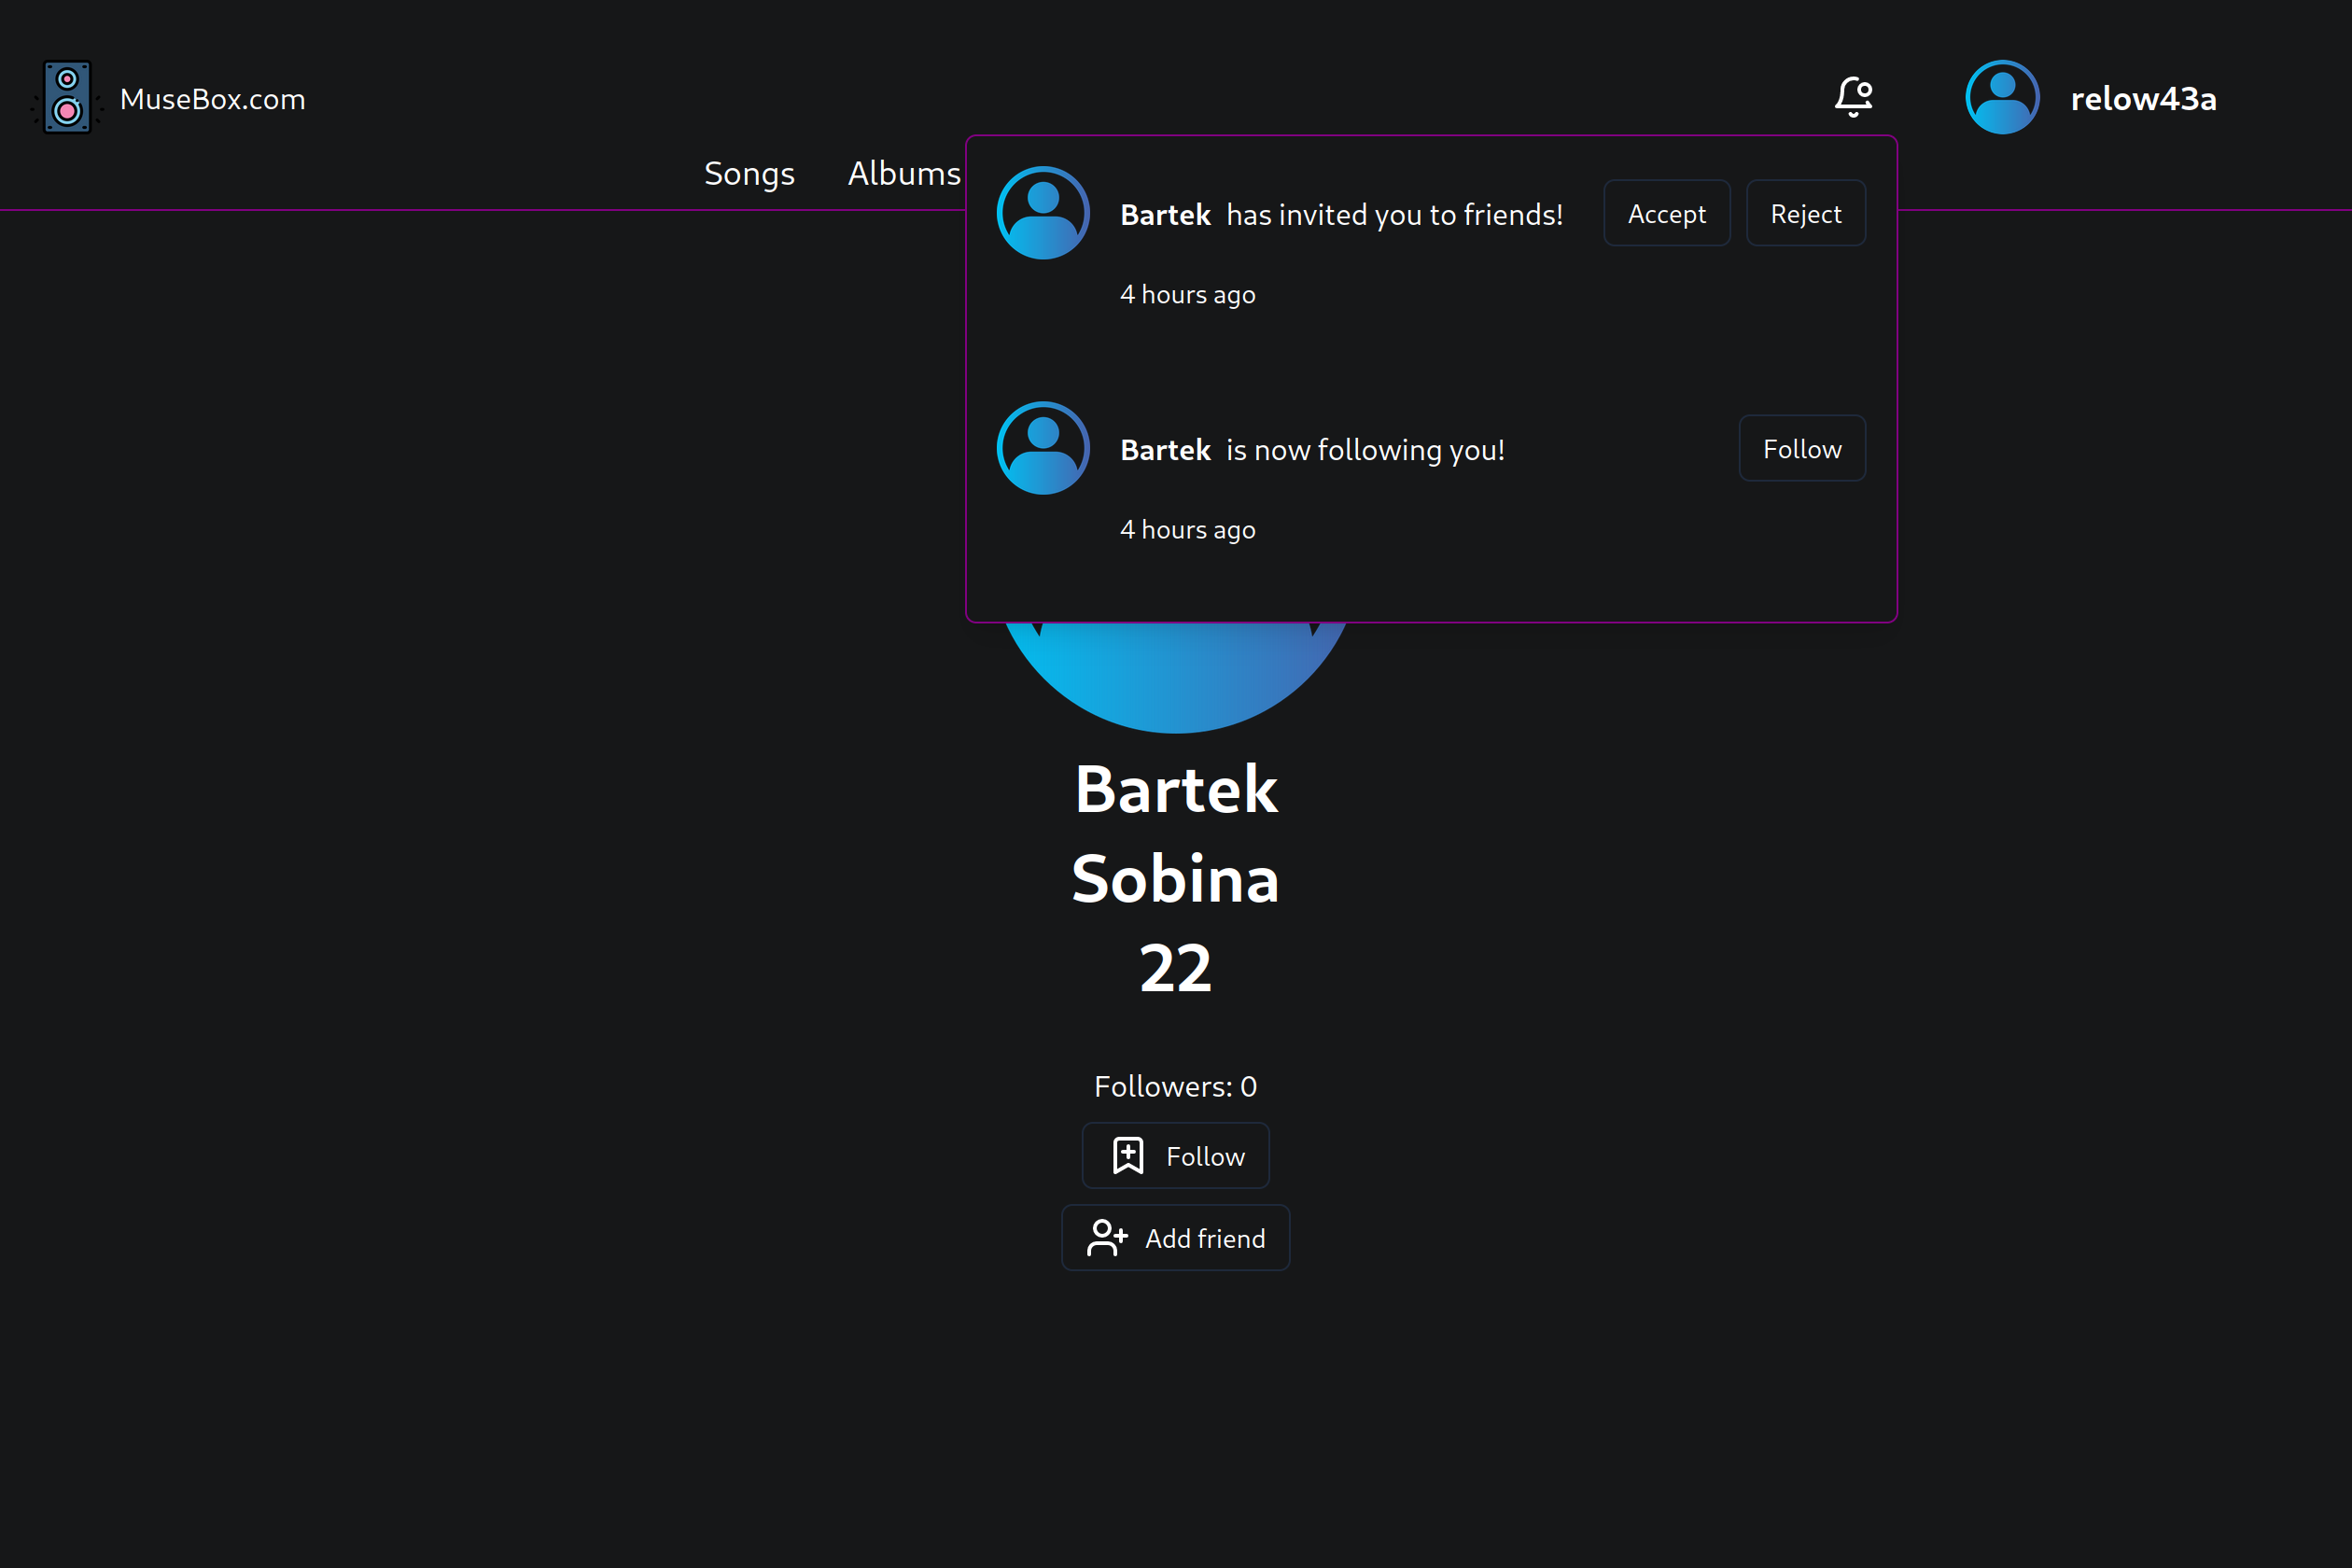 MuseBox.com
relow43a
Songs Albums
Bartek has invited you to friends! Accept Reject
4 hours ago
Bartek is now following you! Follow
4 hours ago
Bartek
Sobina
22
Followers: 0
Follow
Add friend